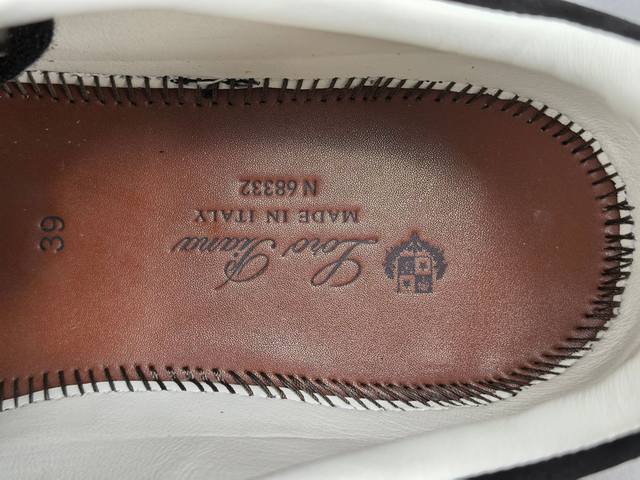 Loro Piana
MADE IN ITALY
N 68332
39